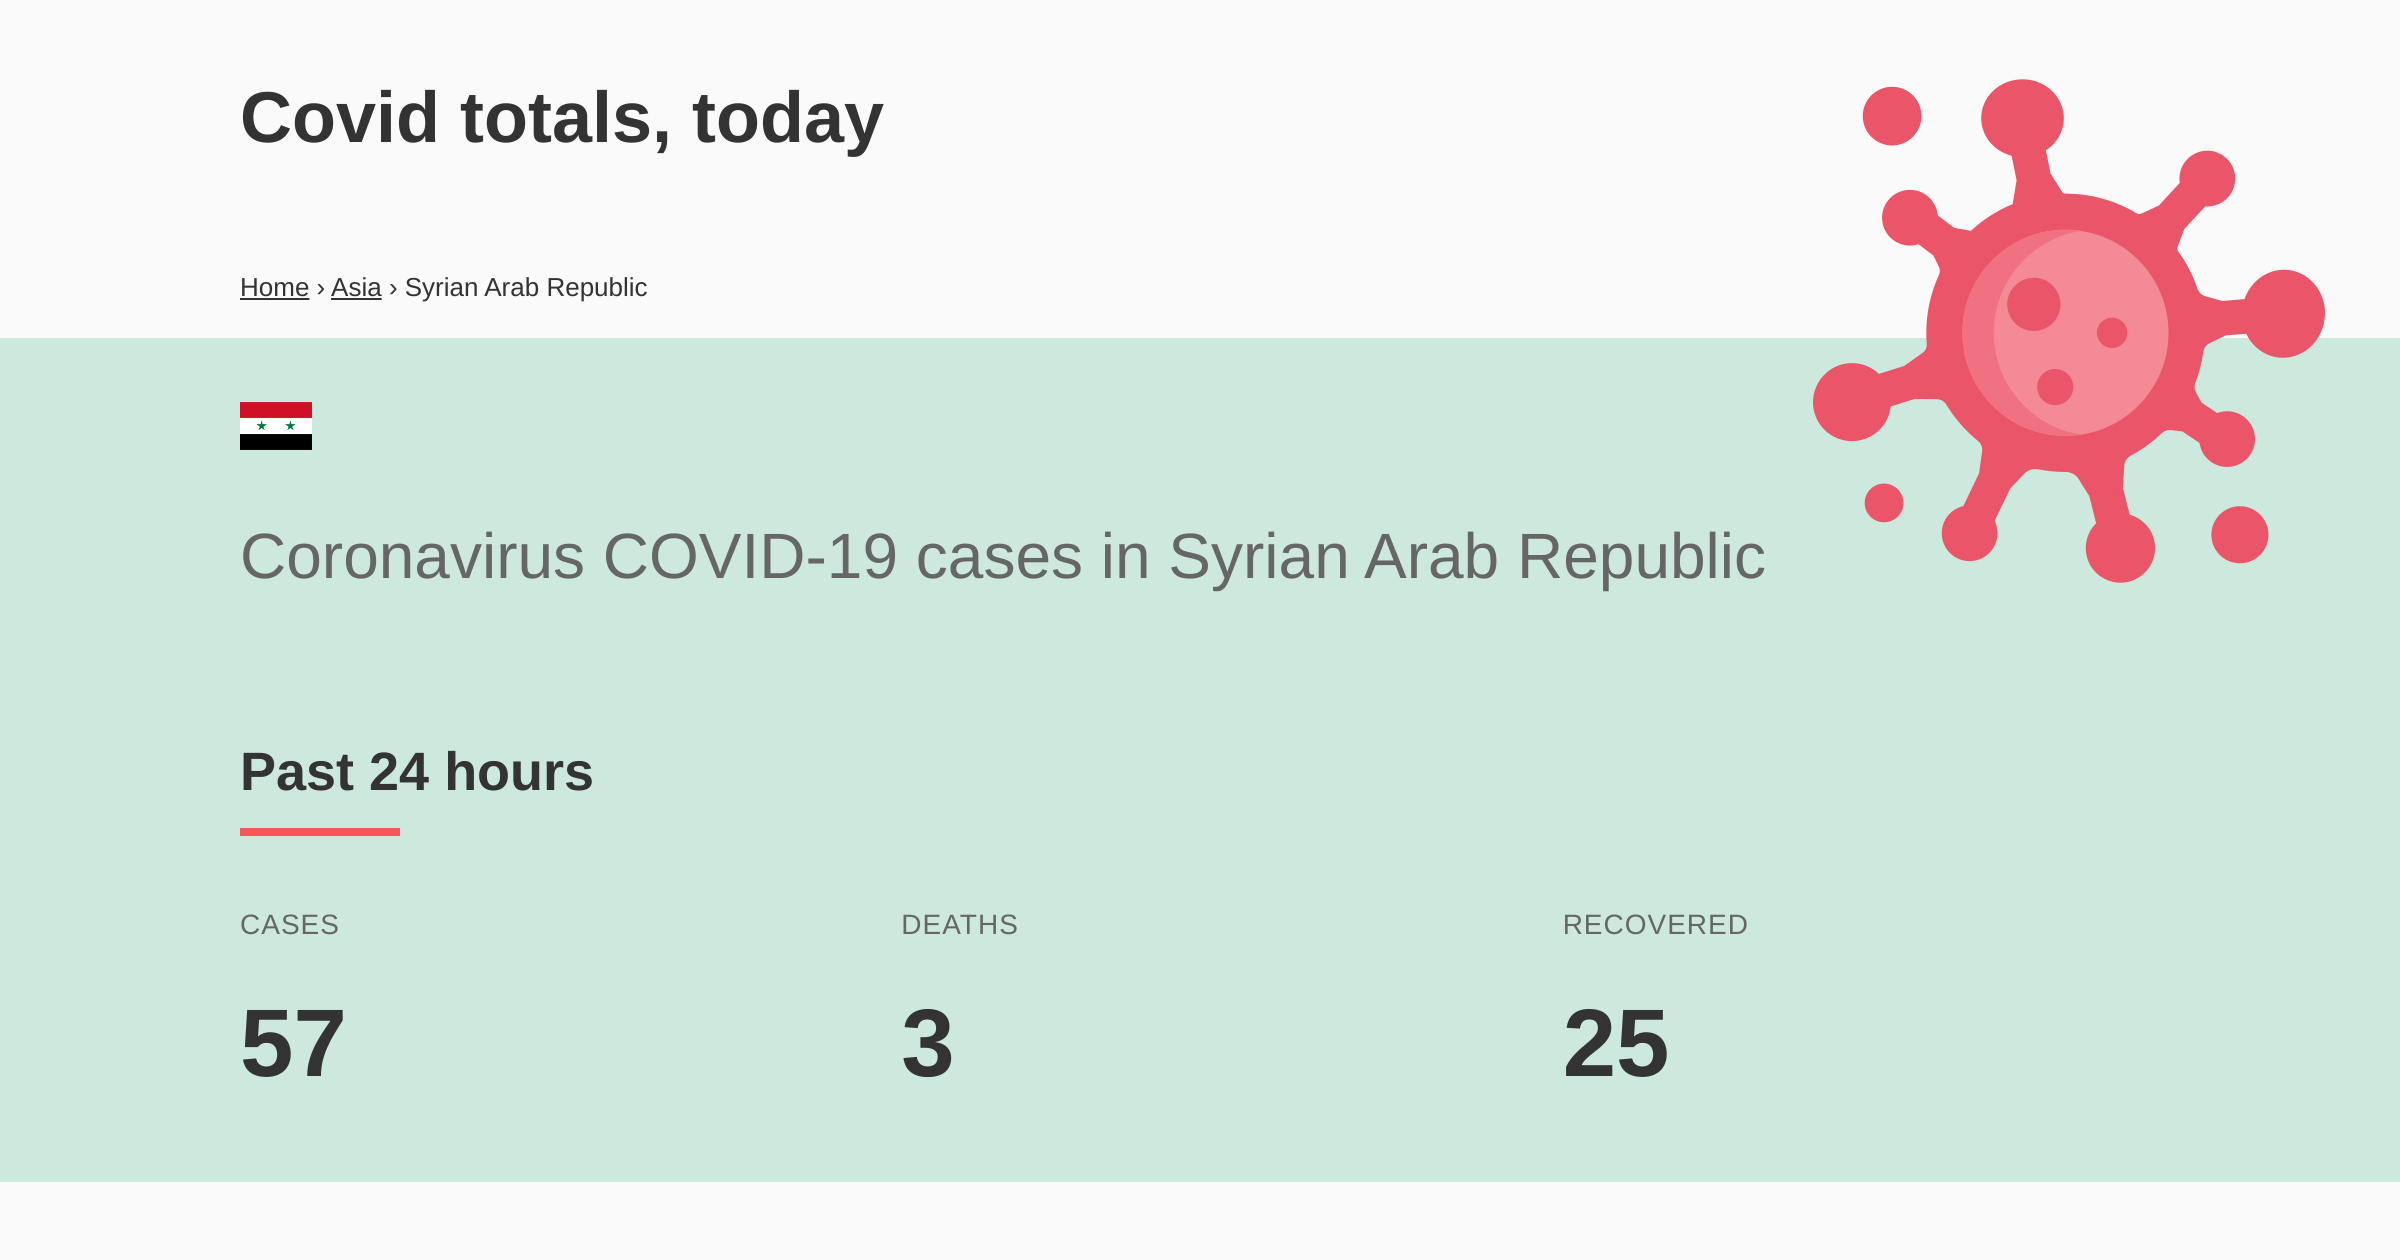 Covid totals, today
Home › Asia › Syrian Arab Republic
Coronavirus COVID-19 cases in Syrian Arab Republic
Past 24 hours
CASES
DEATHS
RECOVERED
57
3
25